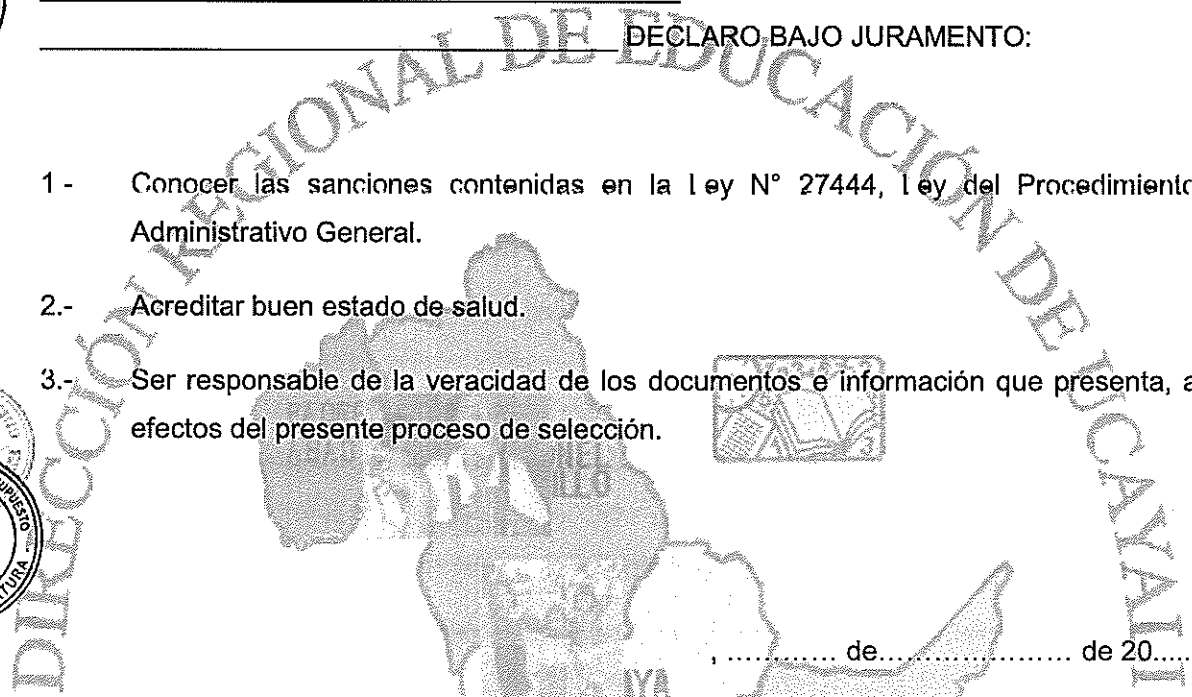 DECLARO BAJO JURAMENTO:
1 - Conocer las sanciones contenidas en la Ley N° 27444, Ley del Procedimiento
Administrativo General.
2.- Acreditar buen estado de salud.
3.- Ser responsable de la veracidad de los documentos e información que presenta, a
efectos del presente proceso de selección.
, ............ de...................... de 20.....
DIRECCIÓN REGIONAL DE EDUCACIÓN DE UCAYALI